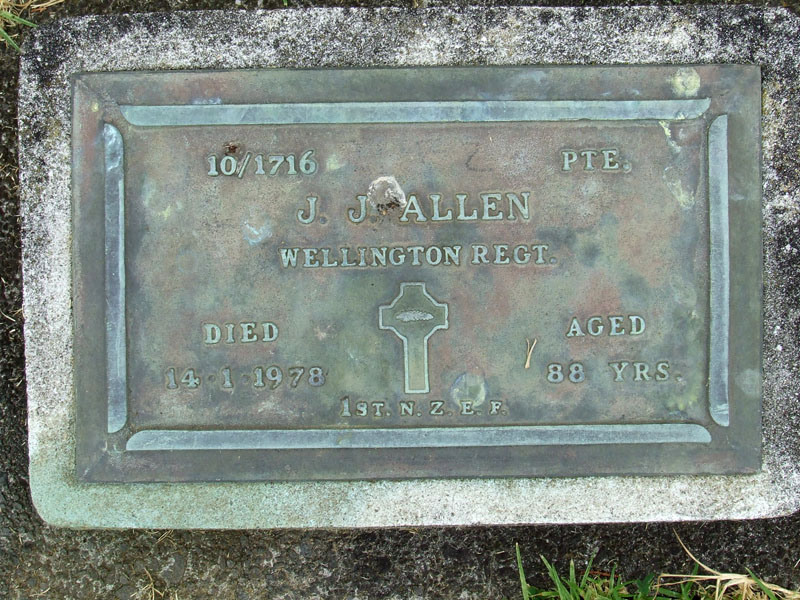 10/1716 PTE.
J. J. ALLEN
WELLINGTON REGT.
DIED AGED
14·1·1978 88 YRS.
1ST. N. Z. E. F.